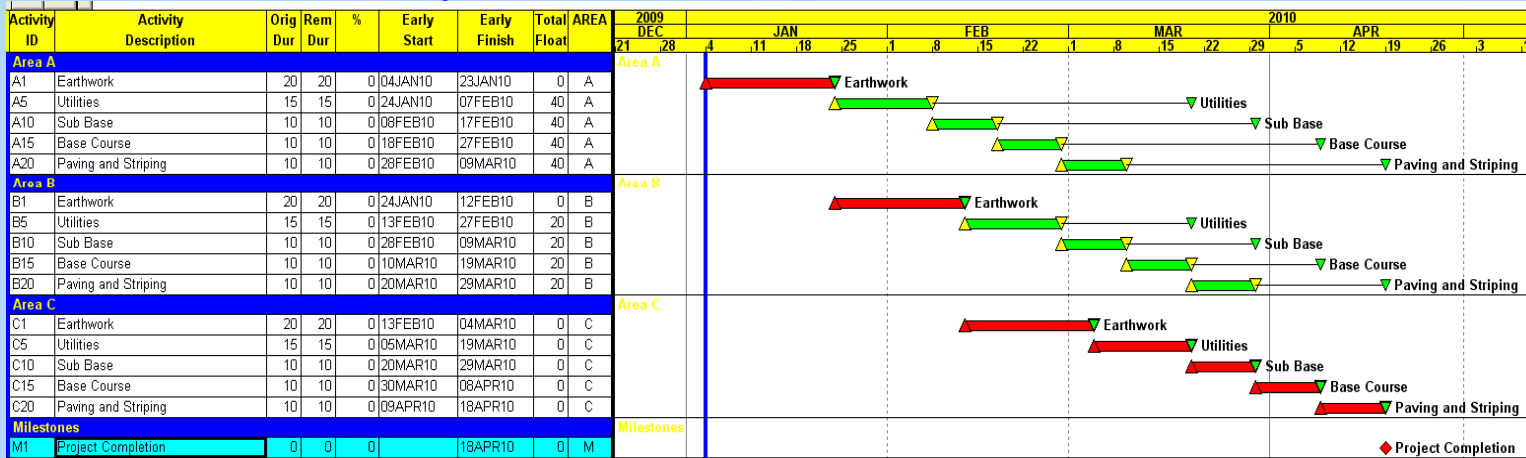 Activity Activity Orig Rem % Early Early Total AREA 2009 2010
ID Description Dur Dur Start Finish Float DEC JAN FEB MAR APR
21 28 4 11 18 25 1 8 15 22 1 8 15 22 29 5 12 19 26 3
Area A Area A
A1 Earthwork 20 20 0 04JAN10 23JAN10 0 A Earthwork
A5 Utilities 15 15 0 24JAN10 07FEB10 40 A Utilities
A10 Sub Base 10 10 0 08FEB10 17FEB10 40 A Sub Base
A15 Base Course 10 10 0 18FEB10 27FEB10 40 A Base Course
A20 Paving and Striping 10 10 0 28FEB10 09MAR10 40 A Paving and Striping
Area B Area B
B1 Earthwork 20 20 0 24JAN10 12FEB10 0 B Earthwork
B5 Utilities 15 15 0 13FEB10 27FEB10 20 B Utilities
B10 Sub Base 10 10 0 28FEB10 09MAR10 20 B Sub Base
B15 Base Course 10 10 0 10MAR10 19MAR10 20 B Base Course
B20 Paving and Striping 10 10 0 20MAR10 29MAR10 20 B Paving and Striping
Area C Area C
C1 Earthwork 20 20 0 13FEB10 04MAR10 0 C Earthwork
C5 Utilities 15 15 0 05MAR10 19MAR10 0 C Utilities
C10 Sub Base 10 10 0 20MAR10 29MAR10 0 C Sub Base
C15 Base Course 10 10 0 30MAR10 08APR10 0 C Base Course
C20 Paving and Striping 10 10 0 09APR10 18APR10 0 C Paving and Striping
Milestones Milestones
M1 Project Completion 0 0 0 18APR10 0 M Project Completion